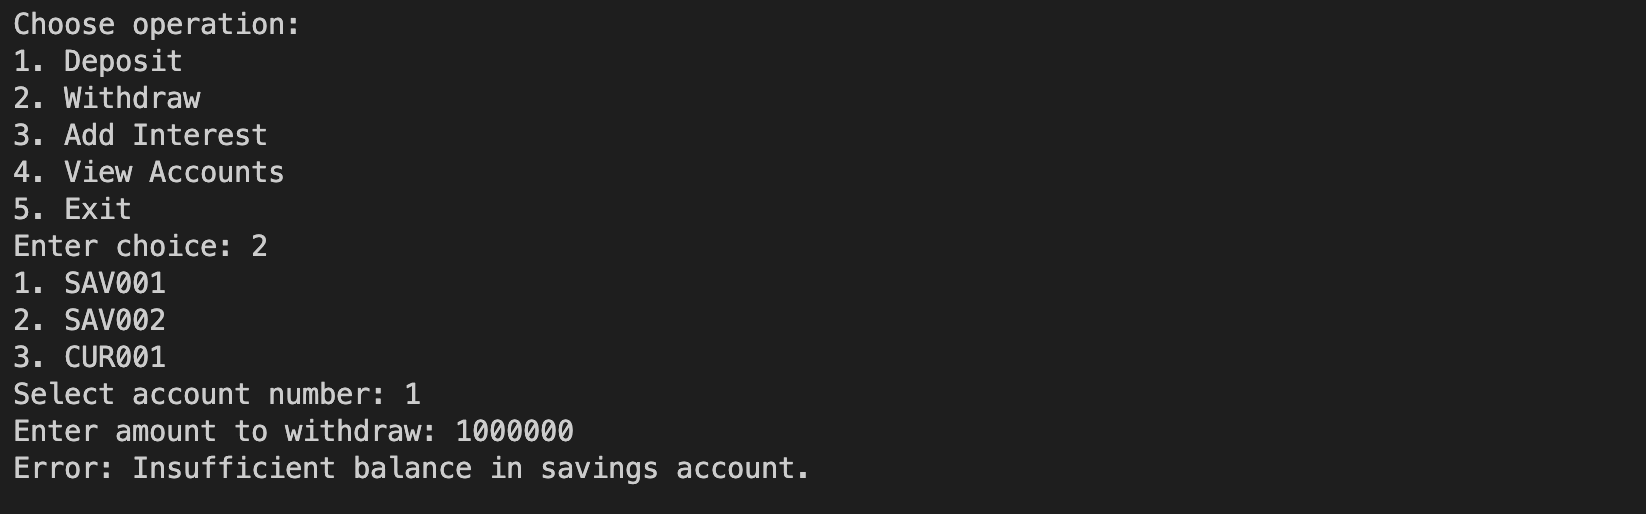 Choose operation:
1. Deposit
2. Withdraw
3. Add Interest
4. View Accounts
5. Exit
Enter choice: 2
1. SAV001
2. SAV002
3. CUR001
Select account number: 1
Enter amount to withdraw: 1000000
Error: Insufficient balance in savings account.